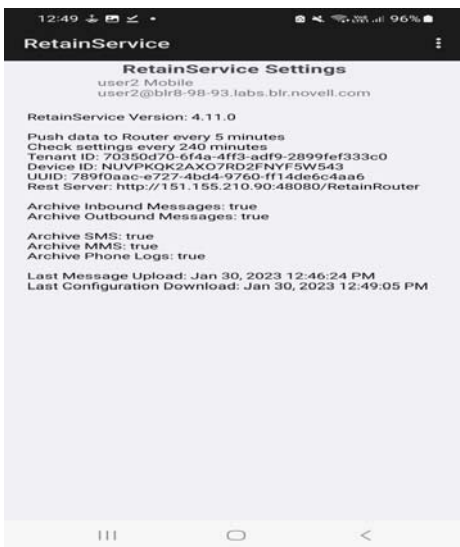 12:49 96%
RetainService
RetainService Settings
user2 Mobile
user2@blr8-98-93.labs.blr.novell.com
RetainService Version: 4.11.0
Push data to Router every 5 minutes
Check settings every 240 minutes
Tenant ID: 70350d70-6f4a-4ff3-adf9-2899fef333c0
Device ID: NUVPKQK2AXO7RD2FNYF5W543
UUID: 789f0aac-e727-4bd4-9760-ff14de6c4aa6
Rest Server: http://151.155.210.90:48080/RetainRouter
Archive Inbound Messages: true
Archive Outbound Messages: true
Archive SMS: true
Archive MMS: true
Archive Phone Logs: true
Last Message Upload: Jan 30, 2023 12:46:24 PM
Last Configuration Download: Jan 30, 2023 12:49:05 PM